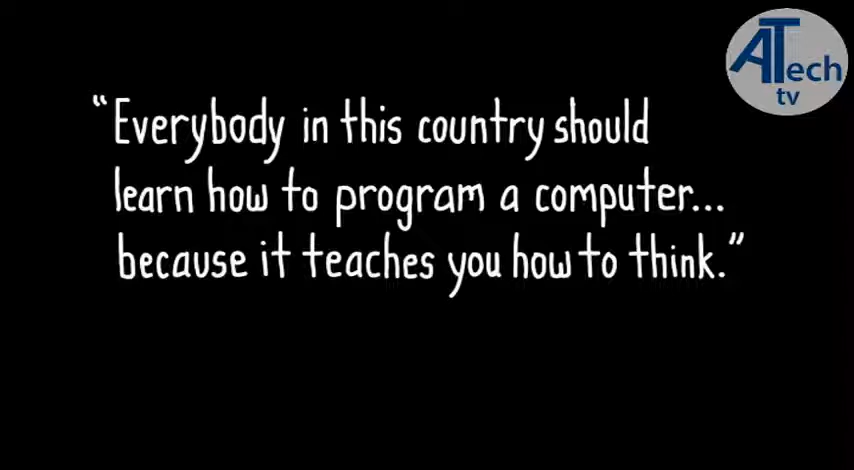 ATech
tv
“Everybody in this country should
learn how to program a computer...
because it teaches you how to think.”